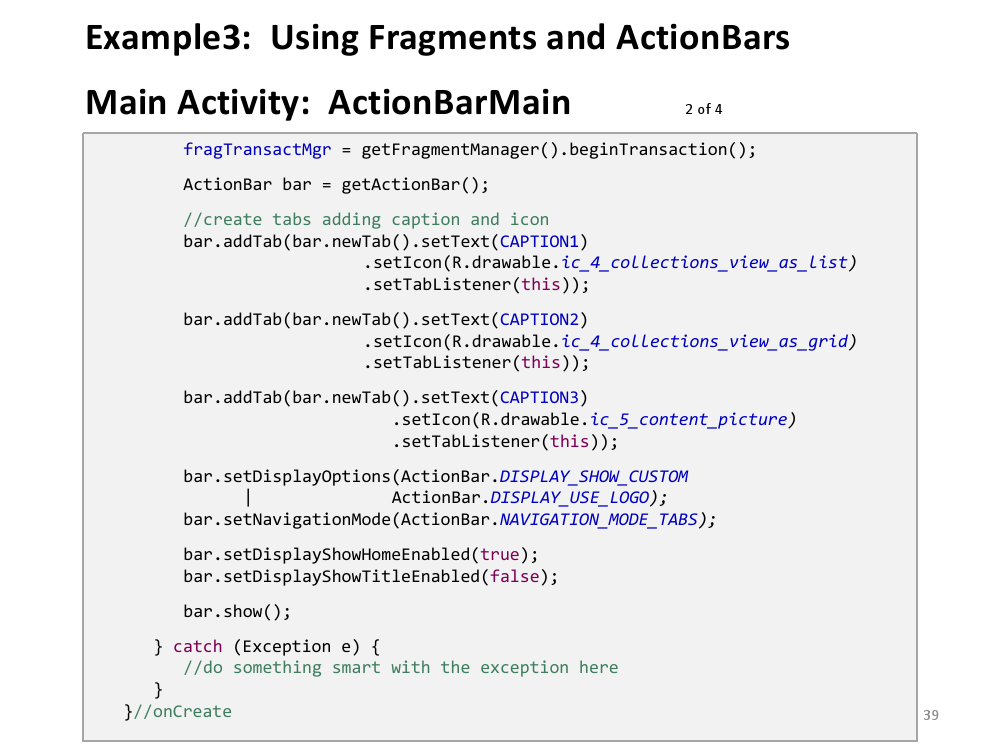 Example3:  Using Fragments and ActionBars
Main Activity:  ActionBarMain
2 of 4
fragTransactMgr = getFragmentManager().beginTransaction();
ActionBar bar = getActionBar();
//create tabs adding caption and icon
bar.addTab(bar.newTab().setText(CAPTION1)
.setIcon(R.drawable.ic_4_collections_view_as_list)
.setTabListener(this));
bar.addTab(bar.newTab().setText(CAPTION2)
.setIcon(R.drawable.ic_4_collections_view_as_grid)
.setTabListener(this));
bar.addTab(bar.newTab().setText(CAPTION3)
.setIcon(R.drawable.ic_5_content_picture)
.setTabListener(this));
bar.setDisplayOptions(ActionBar.DISPLAY_SHOW_CUSTOM
| ActionBar.DISPLAY_USE_LOGO);
bar.setNavigationMode(ActionBar.NAVIGATION_MODE_TABS);
bar.setDisplayShowHomeEnabled(true);
bar.setDisplayShowTitleEnabled(false);
bar.show();
} catch (Exception e) {
//do something smart with the exception here
}
}//onCreate
39